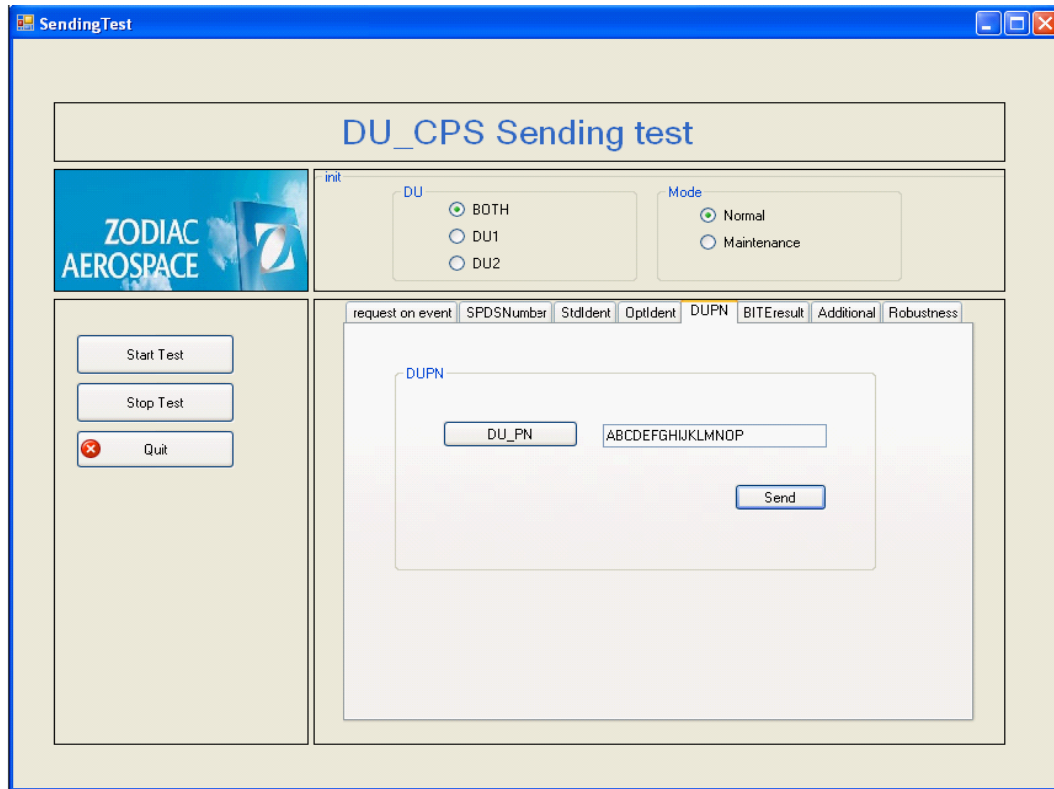 SendingTest
DU_CPS Sending test
ZODIAC
AEROSPACE
init
DU
BOTH
DU1
DU2
Mode
Normal
Maintenance
Start Test
Stop Test
Quit
request on event SPDSNumber StdIdent OptIdent DUPN BITEresult Additional Robustness
DUPN
DU_PN ABCDEFGHIJKLMNOP
Send